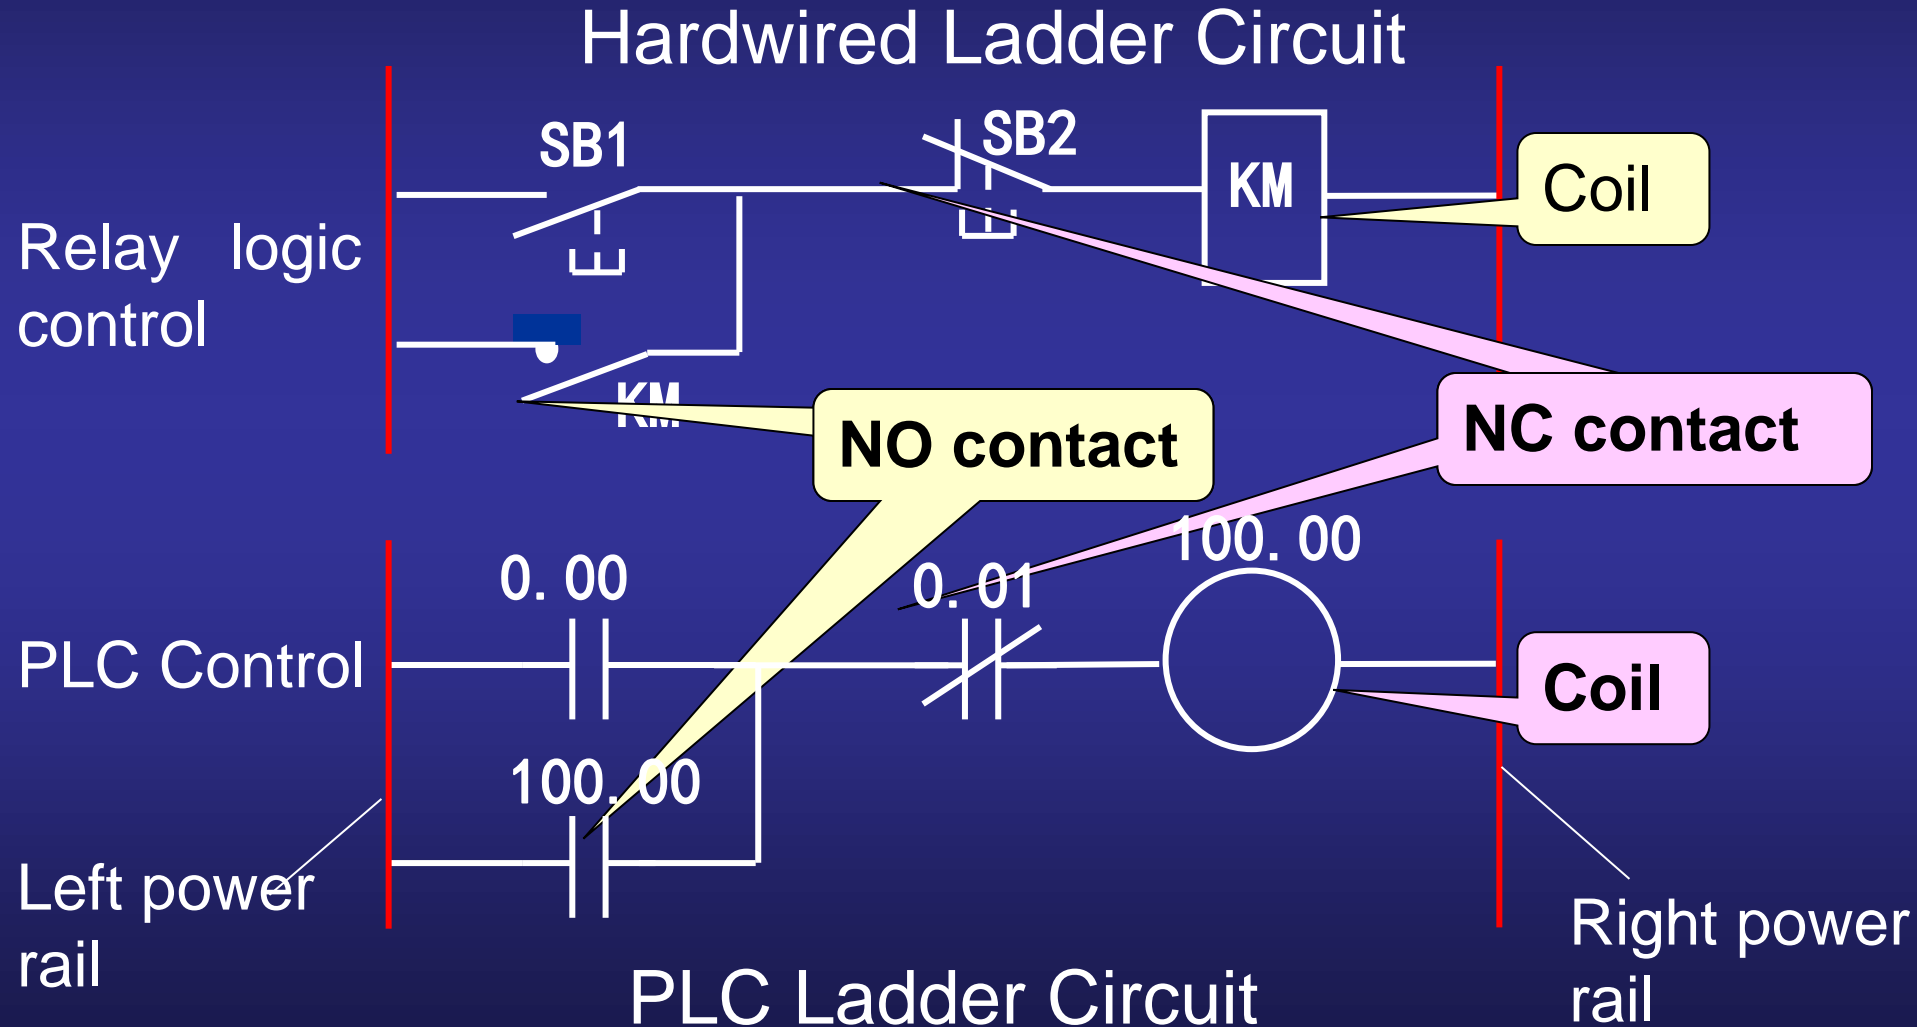 Hardwired Ladder Circuit
SB1
SB2
KM
Coil
Relay logic
control
KM
NO contact
NC contact
100.00
0.00
0.01
PLC Control
Coil
100.00
Left power
rail
Right power
rail
PLC Ladder Circuit